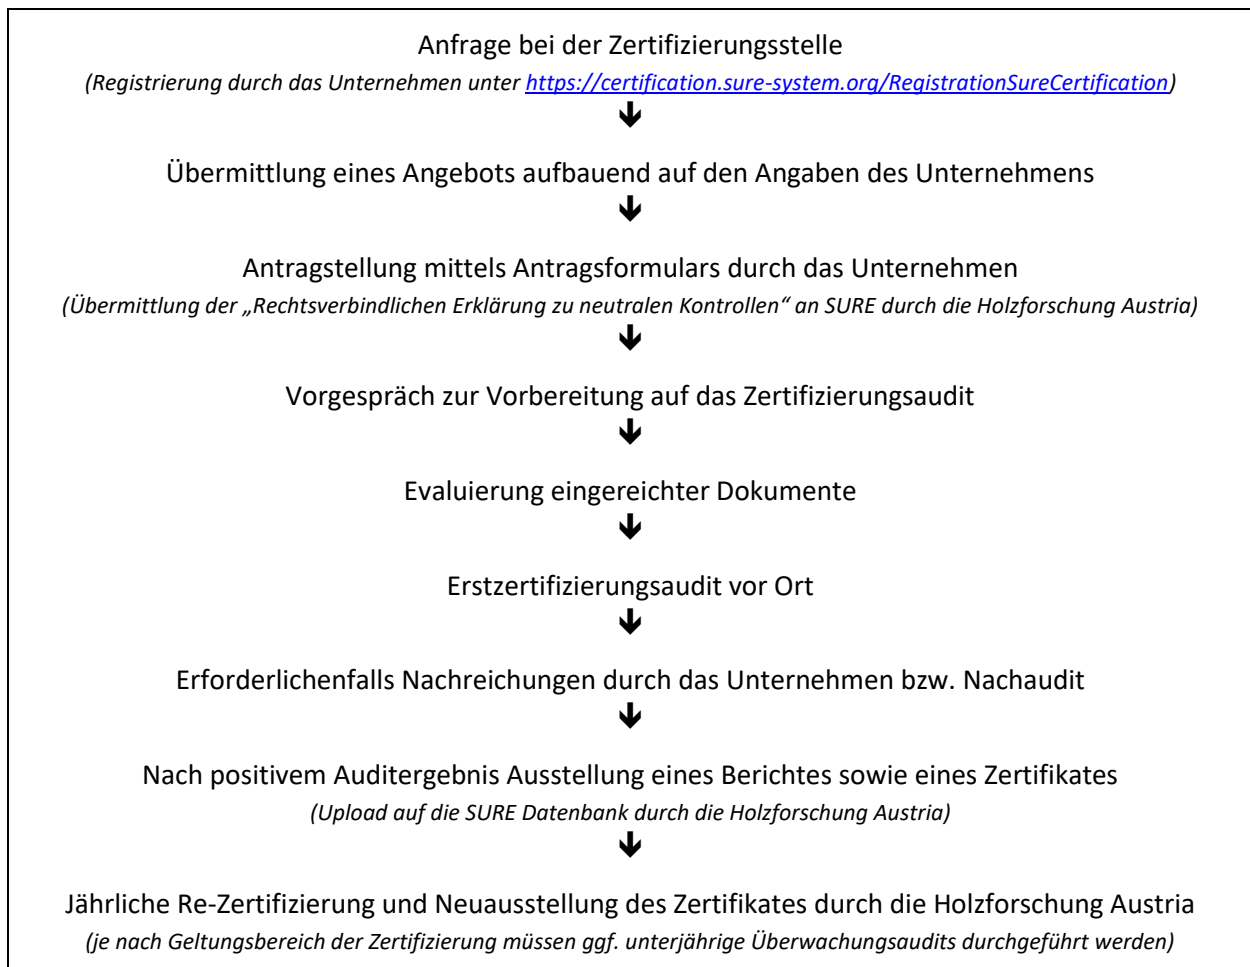 Anfrage bei der Zertifizierungsstelle
(Registrierung durch das Unternehmen unter https://certification.sure-system.org/RegistrationSureCertification)
Übermittlung eines Angebots aufbauend auf den Angaben des Unternehmens
Antragstellung mittels Antragsformulars durch das Unternehmen
(Übermittlung der „Rechtsverbindlichen Erklärung zu neutralen Kontrollen“ an SURE durch die Holzforschung Austria)
Vorgespräch zur Vorbereitung auf das Zertifizierungsaudit
Evaluierung eingereichter Dokumente
Erstzertifizierungsaudit vor Ort
Erforderlichenfalls Nachreichungen durch das Unternehmen bzw. Nachaudit
Nach positivem Auditergebnis Ausstellung eines Berichtes sowie eines Zertifikates
(Upload auf die SURE Datenbank durch die Holzforschung Austria)
Jährliche Re-Zertifizierung und Neuausstellung des Zertifikates durch die Holzforschung Austria
(je nach Geltungsbereich der Zertifizierung müssen ggf. unterjährige Überwachungsaudits durchgeführt werden)